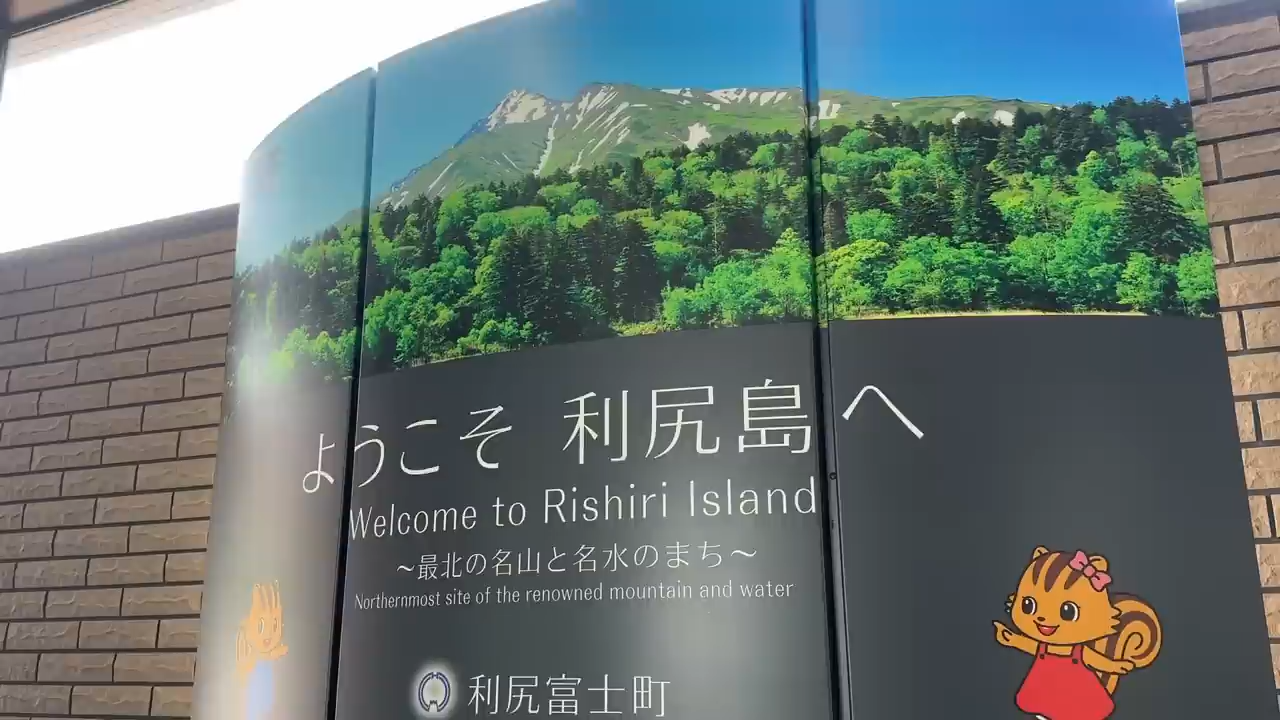 ようこそ 利尻島へ
Welcome to Rishiri Island
～最北の名山と名水のまち～
Northernmost site of the renowned mountain and water
利尻富士町